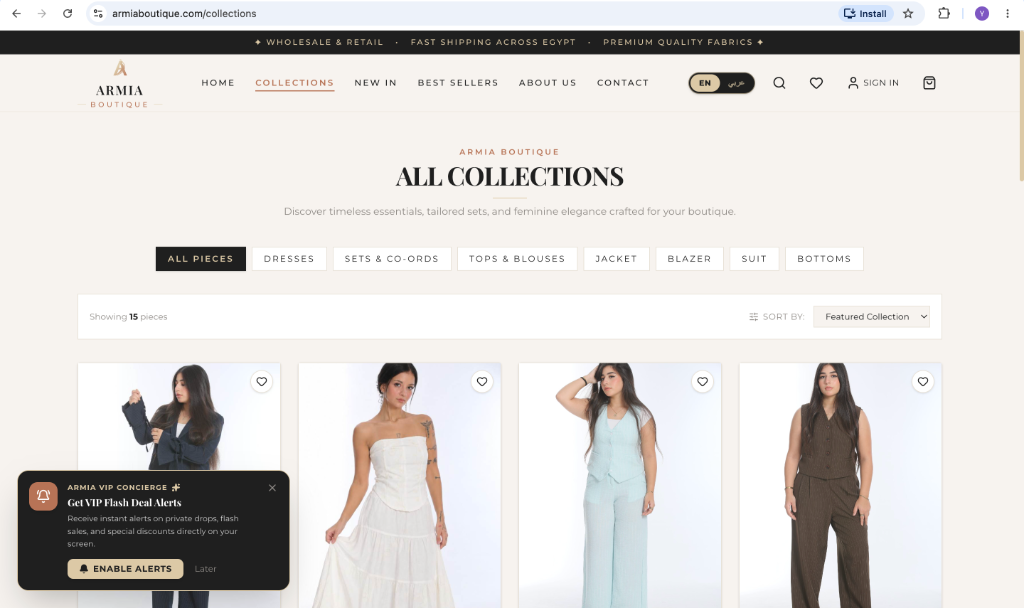 armiaboutique.com/collections
Install
Y
✦ WHOLESALE & RETAIL • FAST SHIPPING ACROSS EGYPT • PREMIUM QUALITY FABRICS ✦
ARMIA
BOUTIQUE
HOME COLLECTIONS NEW IN BEST SELLERS ABOUT US CONTACT
EN عربي
SIGN IN
ARMIA BOUTIQUE
ALL COLLECTIONS
Discover timeless essentials, tailored sets, and feminine elegance crafted for your boutique.
ALL PIECES DRESSES SETS & CO-ORDS TOPS & BLOUSES JACKET BLAZER SUIT BOTTOMS
Showing 15 pieces
SORT BY: Featured Collection
ARMIA VIP CONCIERGE
Get VIP Flash Deal Alerts
Receive instant alerts on private drops, flash
sales, and special discounts directly on your
screen.
ENABLE ALERTS Later